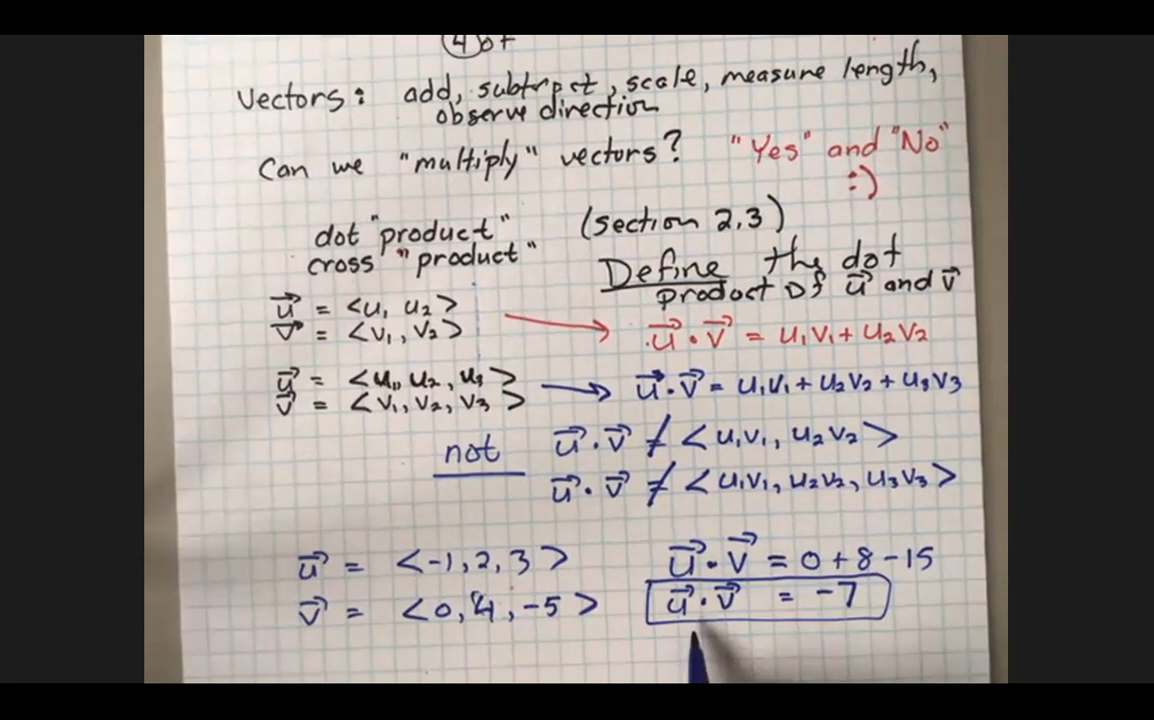 ④ of
Vectors: add, subtract, scale, measure length,
observe direction
Can we "multiply" vectors? "Yes" and "No"
:)
dot "product" (section 2.3)
cross "product"
Define the dot
product of u⃗ and v⃗
u⃗ = <u₁ u₂>
v⃗ = <v₁, v₂>
u⃗ · v⃗ = u₁v₁ + u₂v₂
u⃗ = <u₁, u₂, u₃>
v⃗ = <v₁, v₂, v₃>
u⃗ · v⃗ = u₁v₁ + u₂v₂ + u₃v₃
not u⃗ · v⃗ ≠ <u₁v₁, u₂v₂>
u⃗ · v⃗ ≠ <u₁v₁, u₂v₂, u₃v₃>
u⃗ = <-1, 2, 3> u⃗ · v⃗ = 0 + 8 - 15
v⃗ = <0, 4, -5> u⃗ · v⃗ = -7